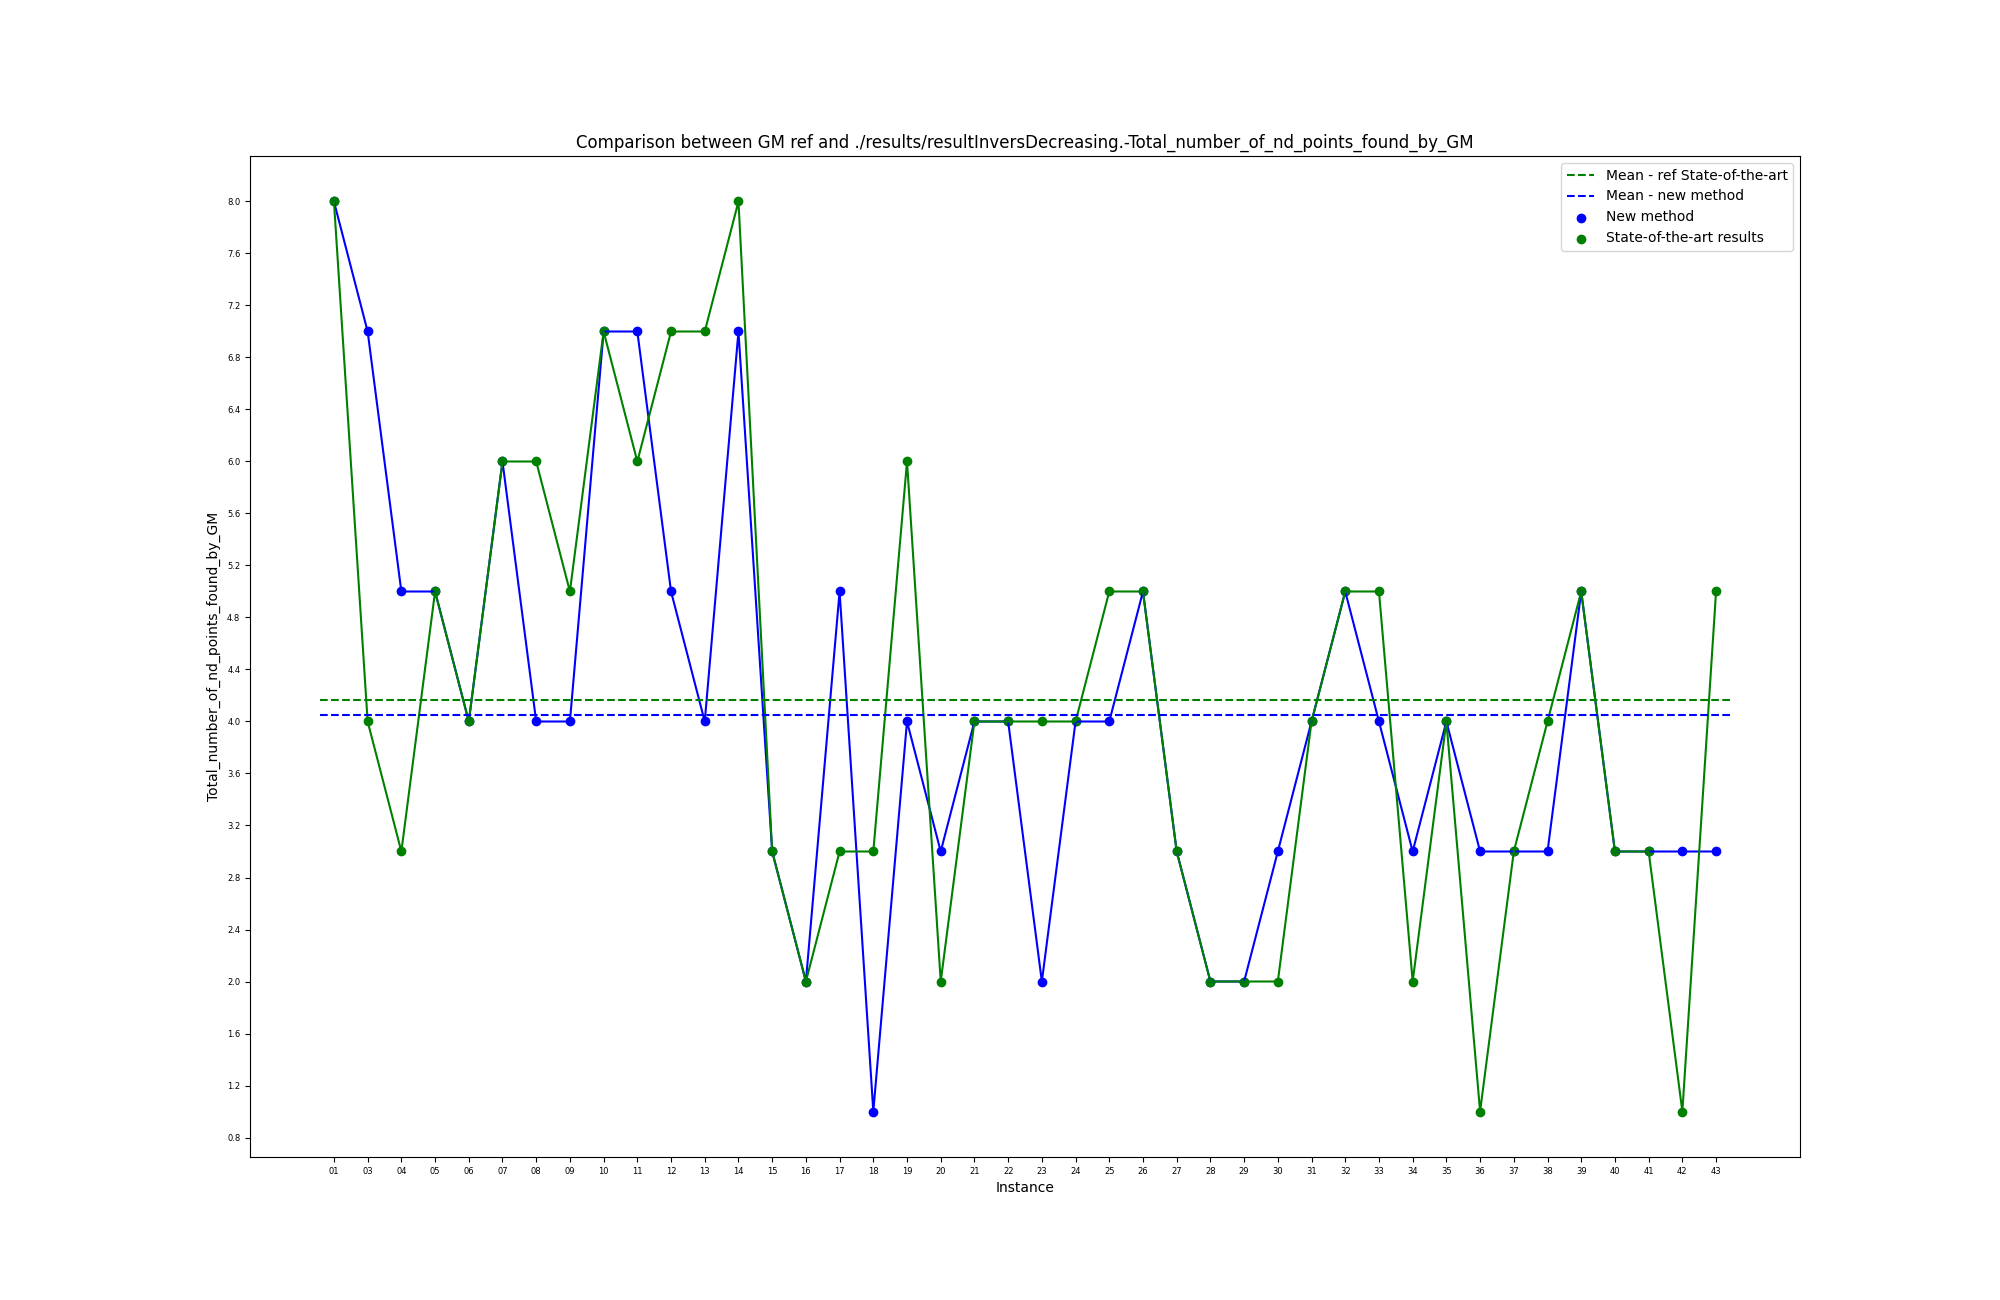 Comparison between GM ref and ./results/resultInversDecreasing.-Total_number_of_nd_points_found_by_GM
Mean - ref State-of-the-art
Mean - new method
New method
State-of-the-art results
Total_number_of_nd_points_found_by_GM
8.0
7.6
7.2
6.8
6.4
6.0
5.6
5.2
4.8
4.4
4.0
3.6
3.2
2.8
2.4
2.0
1.6
1.2
0.8
01 03 04 05 06 07 08 09 10 11 12 13 14 15 16 17 18 19 20 21 22 23 24 25 26 27 28 29 30 31 32 33 34 35 36 37 38 39 40 41 42 43
Instance